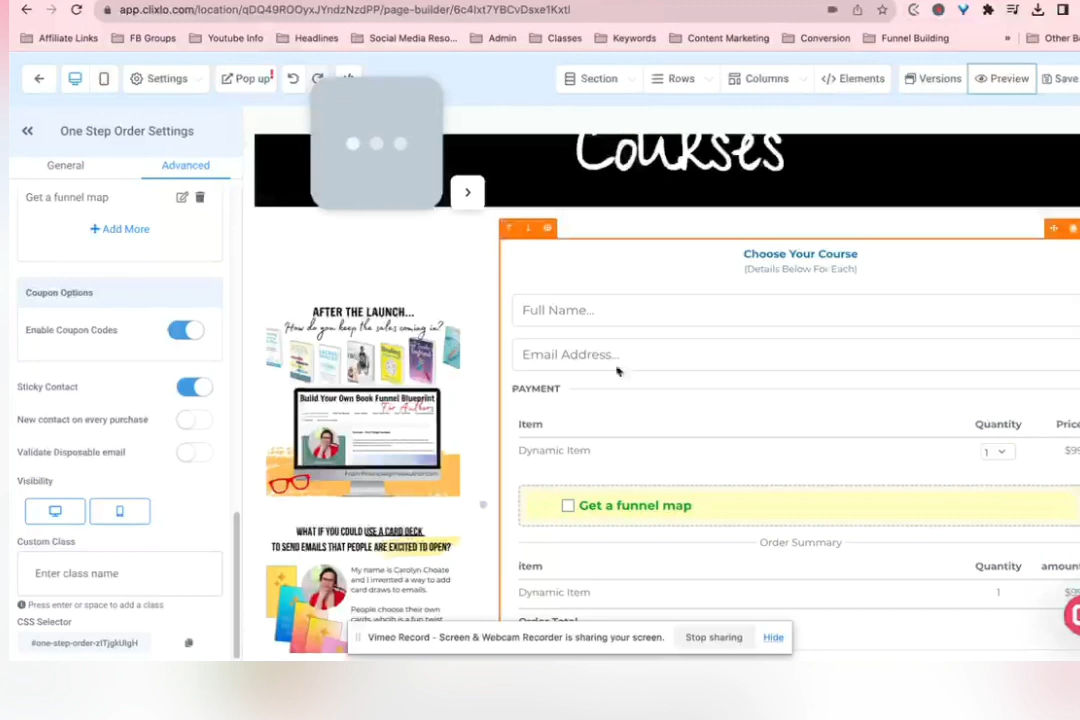 app.clixlo.com/location/qDQ49ROOyxJYndzNzdPP/page-builder/6c4lxt7YBCvDsxe1Kxtl
Affiliate Links
FB Groups
Youtube Info
Headlines
Social Media Reso...
Admin
Classes
Keywords
Content Marketing
Conversion
Funnel Building
»
Other B
Settings
Pop up!
Section
Rows
Columns
</> Elements
Versions
Preview
Save
One Step Order Settings
General
Advanced
Get a funnel map
+ Add More
Coupon Options
Enable Coupon Codes
Sticky Contact
New contact on every purchase
Validate Disposable email
Visibility
Custom Class
Enter class name
Press enter or space to add a class
CSS Selector
#one-step-order-z1TjgkUlgH
Courses
AFTER THE LAUNCH...
How do you keep the sales coming in?
Build Your Own Book Funnel Blueprint
For Authors
WHAT IF YOU COULD USE A CARD DECK
TO SEND EMAILS THAT PEOPLE ARE EXCITED TO OPEN?
My name is Carolyn Choate
and I invented a way to add
card draws to emails.
People choose their own
Choose Your Course
(Details Below For Each)
Full Name...
Email Address...
PAYMENT
Item
Quantity
Price
Dynamic Item
1
$99
Get a funnel map
Order Summary
item
Quantity
amoun
Dynamic Item
1
$99
Vimeo Record - Screen & Webcam Recorder is sharing your screen.
Stop sharing
Hide